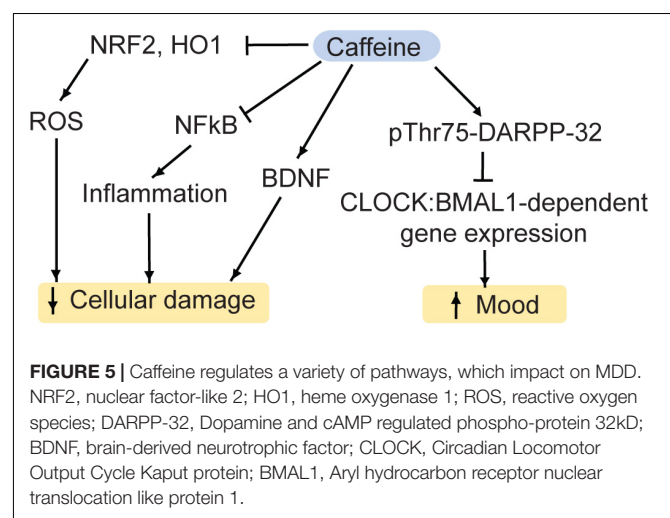 NRF2, HO1
Caffeine
ROS
NFkB
pThr75-DARPP-32
Inflammation
BDNF
CLOCK:BMAL1-dependent
gene expression
Cellular damage
Mood
FIGURE 5 | Caffeine regulates a variety of pathways, which impact on MDD.
NRF2, nuclear factor-like 2; HO1, heme oxygenase 1; ROS, reactive oxygen
species; DARPP-32, Dopamine and cAMP regulated phospho-protein 32kD;
BDNF, brain-derived neurotrophic factor; CLOCK, Circadian Locomotor
Output Cycle Kaput protein; BMAL1, Aryl hydrocarbon receptor nuclear
translocation like protein 1.